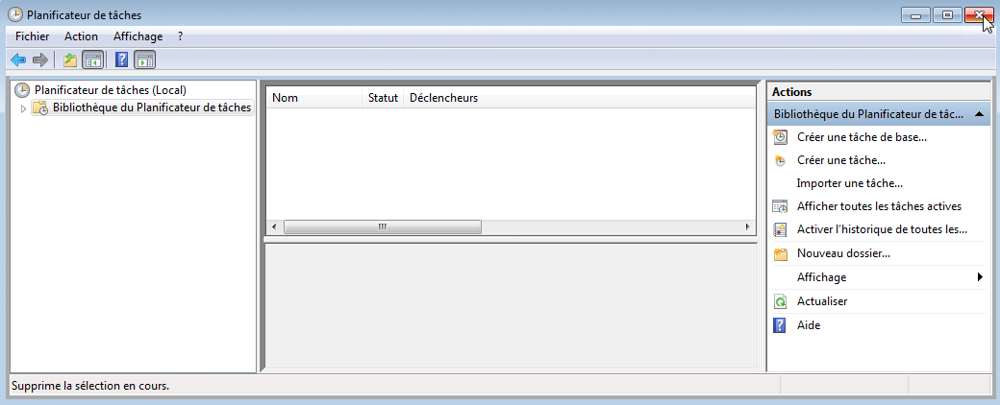 Planificateur de tâches
Fichier Action Affichage ?
Planificateur de tâches (Local)
Bibliothèque du Planificateur de tâches
Nom Statut Déclencheurs
Actions
Bibliothèque du Planificateur de tâc...
Créer une tâche de base...
Créer une tâche...
Importer une tâche...
Afficher toutes les tâches actives
Activer l'historique de toutes les...
Nouveau dossier...
Affichage
Actualiser
Aide
Supprime la sélection en cours.